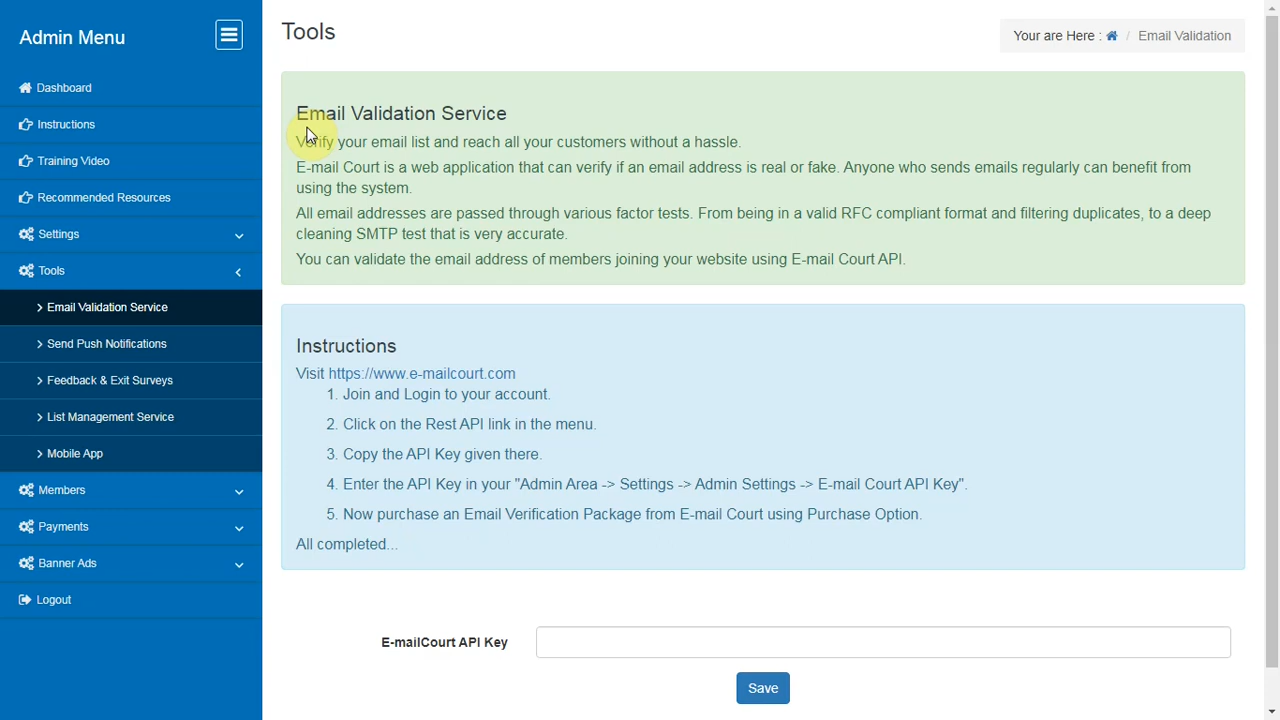 Admin Menu
Dashboard
Instructions
Training Video
Recommended Resources
Settings
Tools
Email Validation Service
Send Push Notifications
Feedback & Exit Surveys
List Management Service
Mobile App
Members
Payments
Banner Ads
Logout
Tools
Your are Here : / Email Validation
Email Validation Service
Verify your email list and reach all your customers without a hassle.
E-mail Court is a web application that can verify if an email address is real or fake. Anyone who sends emails regularly can benefit from
using the system.
All email addresses are passed through various factor tests. From being in a valid RFC compliant format and filtering duplicates, to a deep
cleaning SMTP test that is very accurate.
You can validate the email address of members joining your website using E-mail Court API.
Instructions
Visit https://www.e-mailcourt.com
1. Join and Login to your account.
2. Click on the Rest API link in the menu.
3. Copy the API Key given there.
4. Enter the API Key in your "Admin Area -> Settings -> Admin Settings -> E-mail Court API Key".
5. Now purchase an Email Verification Package from E-mail Court using Purchase Option.
All completed...
E-mailCourt API Key
Save